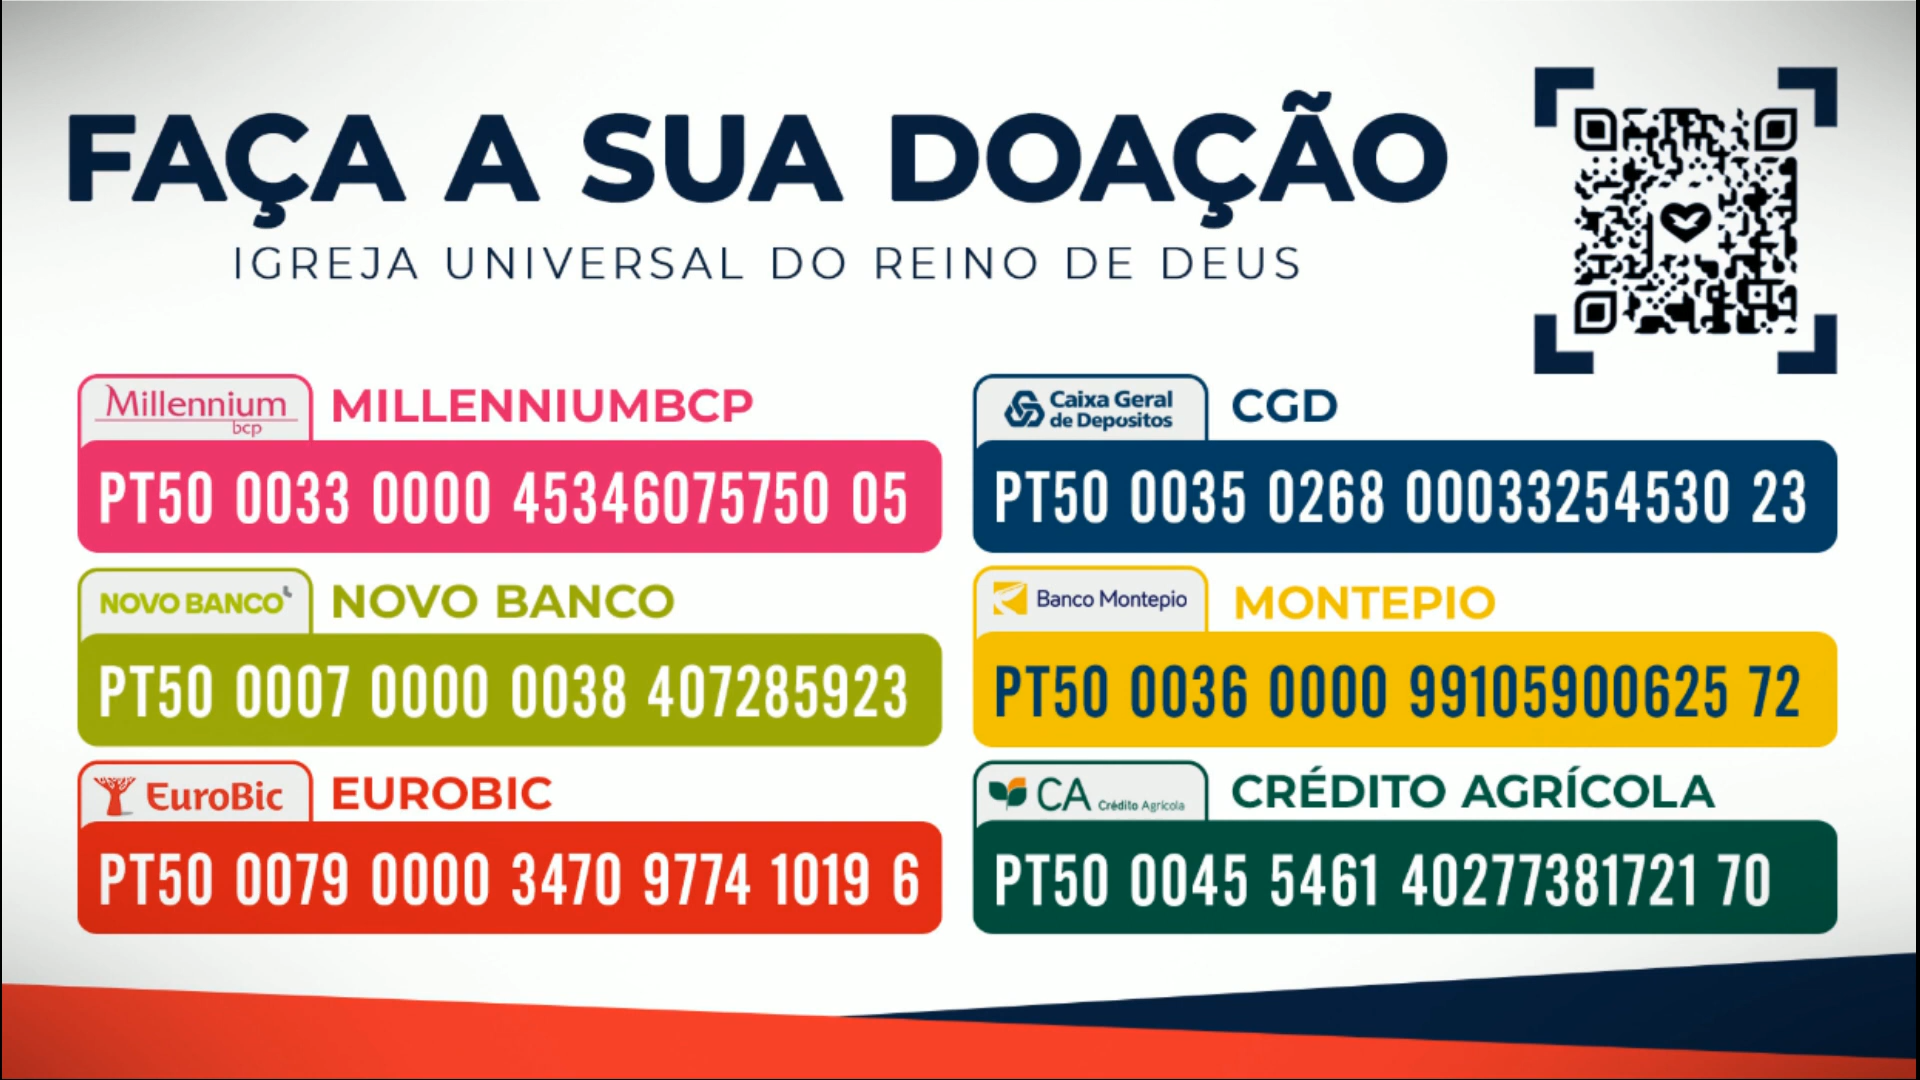 FAÇA A SUA DOAÇÃO
IGREJA UNIVERSAL DO REINO DE DEUS
Millennium
bcp
MILLENNIUMBCP
PT50 0033 0000 45346075750 05
Caixa Geral
de Depositos
CGD
PT50 0035 0268 00033254530 23
NOVO BANCO
NOVO BANCO
PT50 0007 0000 0038 407285923
Banco Montepio
MONTEPIO
PT50 0036 0000 99105900625 72
EuroBic
EUROBIC
PT50 0079 0000 3470 9774 1019 6
CA Crédito Agrícola
CRÉDITO AGRÍCOLA
PT50 0045 5461 40277381721 70